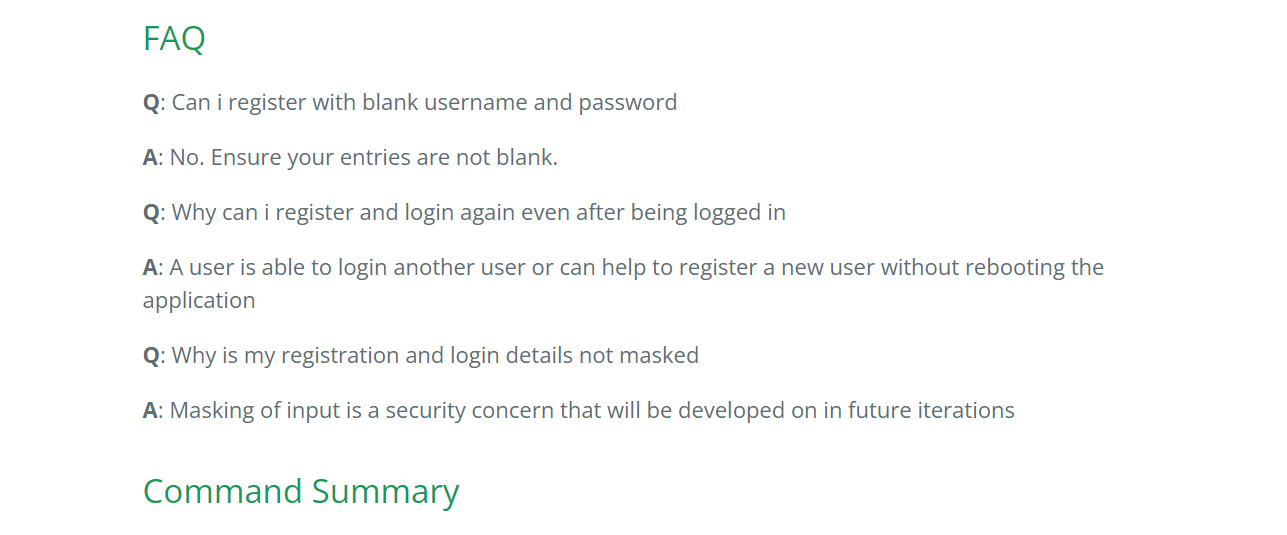 FAQ
Q: Can i register with blank username and password
A: No. Ensure your entries are not blank.
Q: Why can i register and login again even after being logged in
A: A user is able to login another user or can help to register a new user without rebooting the
application
Q: Why is my registration and login details not masked
A: Masking of input is a security concern that will be developed on in future iterations
Command Summary